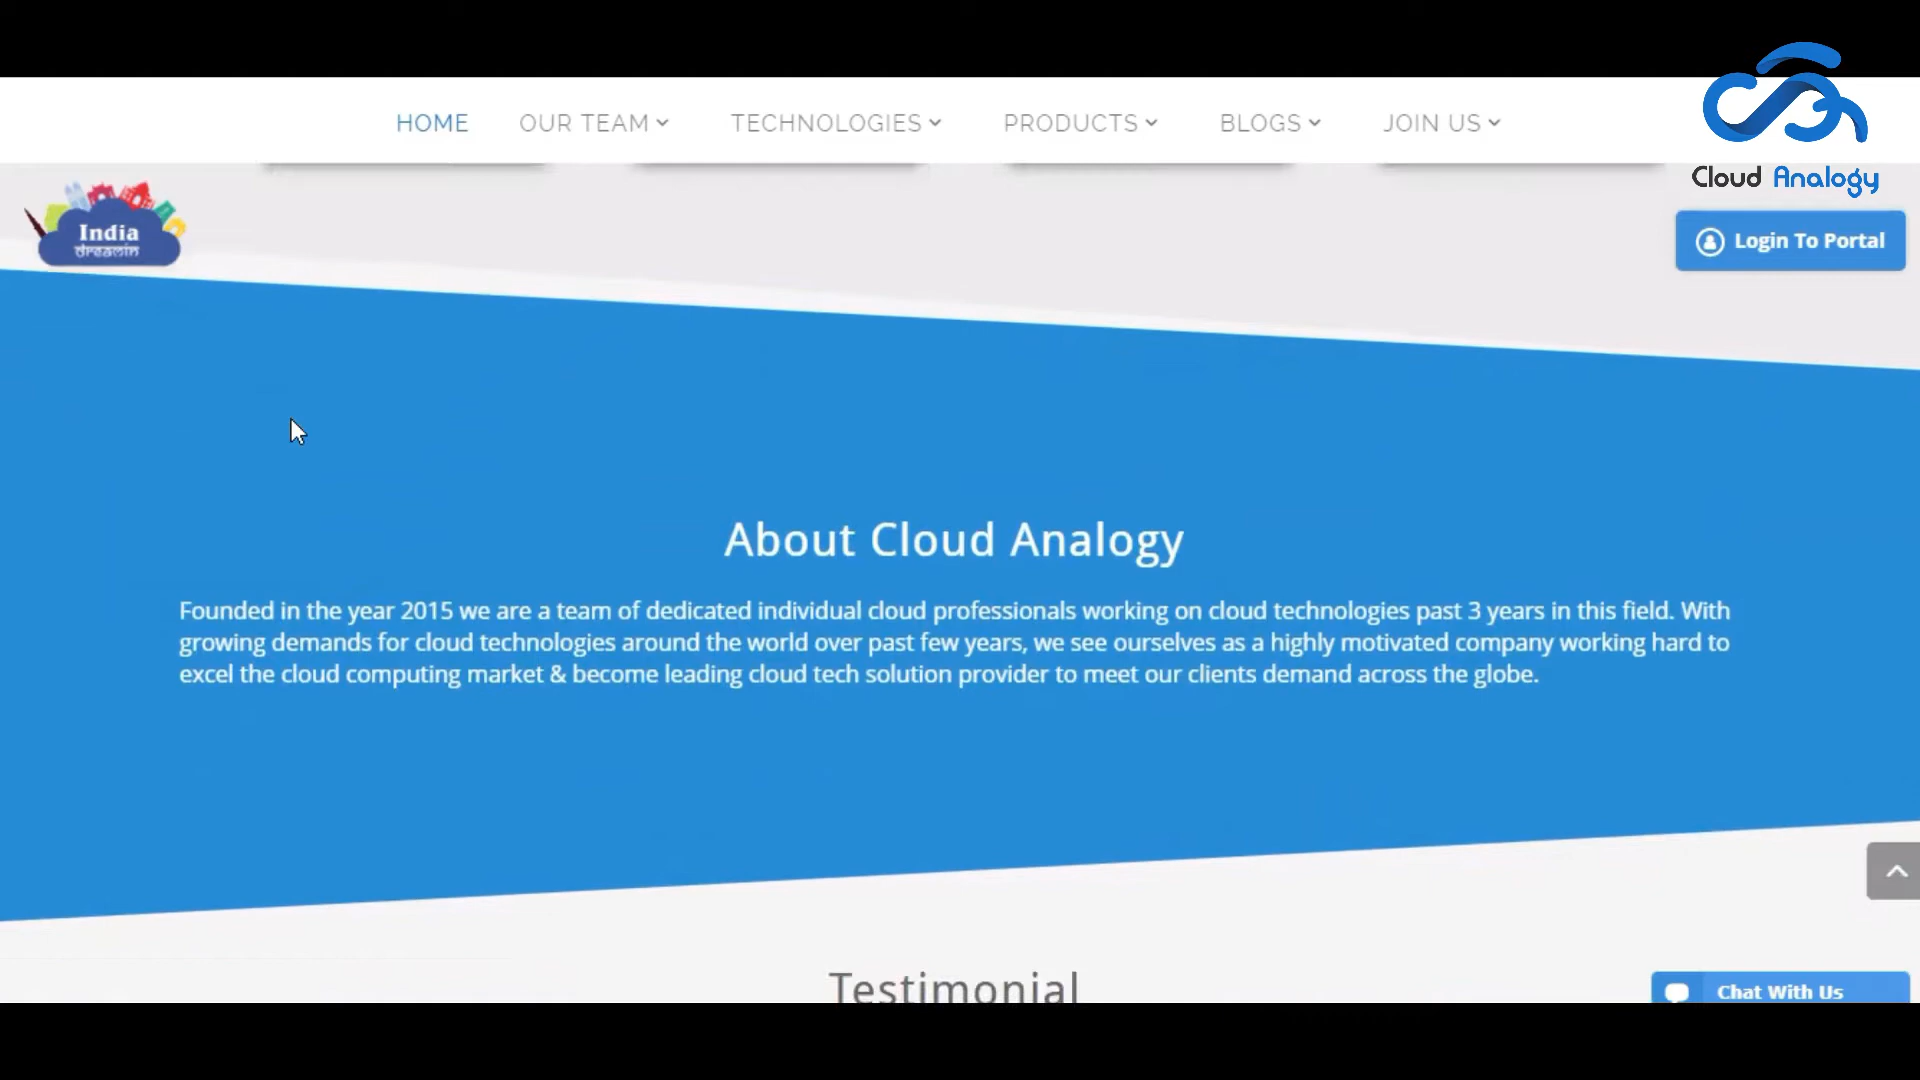 HOME OUR TEAM TECHNOLOGIES PRODUCTS BLOGS JOIN US
Cloud Analogy
India
dreamin
Login To Portal
About Cloud Analogy
Founded in the year 2015 we are a team of dedicated individual cloud professionals working on cloud technologies past 3 years in this field. With
growing demands for cloud technologies around the world over past few years, we see ourselves as a highly motivated company working hard to
excel the cloud computing market & become leading cloud tech solution provider to meet our clients demand across the globe.
Testimonial
Chat With Us